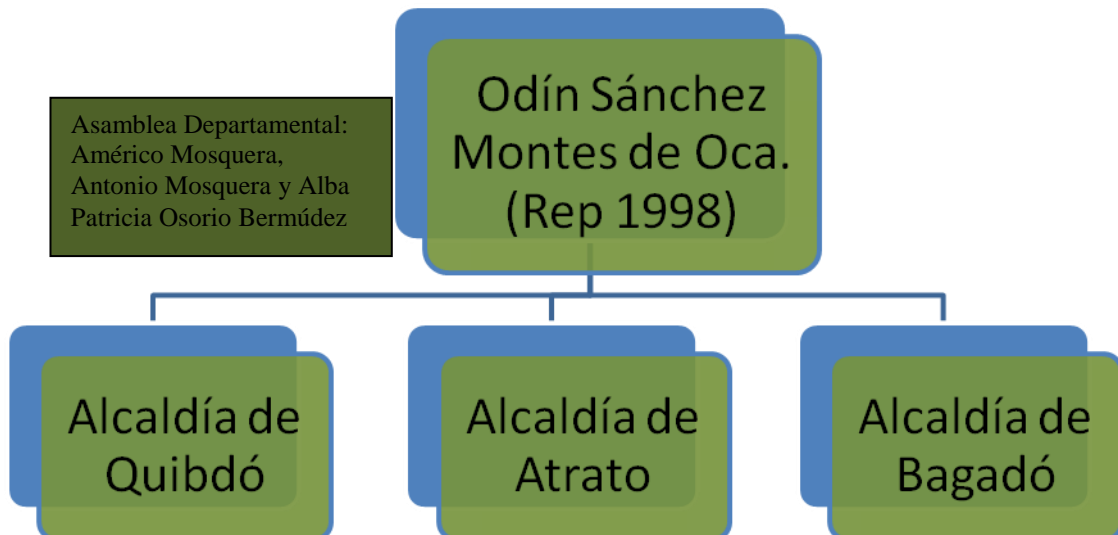 Asamblea Departamental:
Américo Mosquera,
Antonio Mosquera y Alba
Patricia Osorio Bermúdez
Odín Sánchez
Montes de Oca.
(Rep 1998)
Alcaldía de
Quibdó
Alcaldía de
Atrato
Alcaldía de
Bagadó